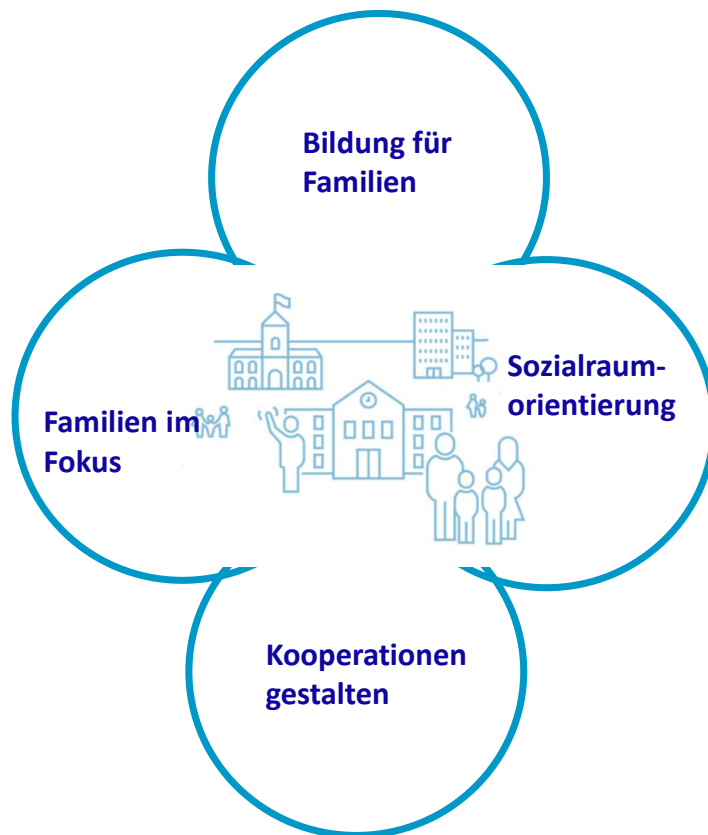 Bildung für
Familien
Familien im
Fokus
Sozialraum-
orientierung
Kooperationen
gestalten